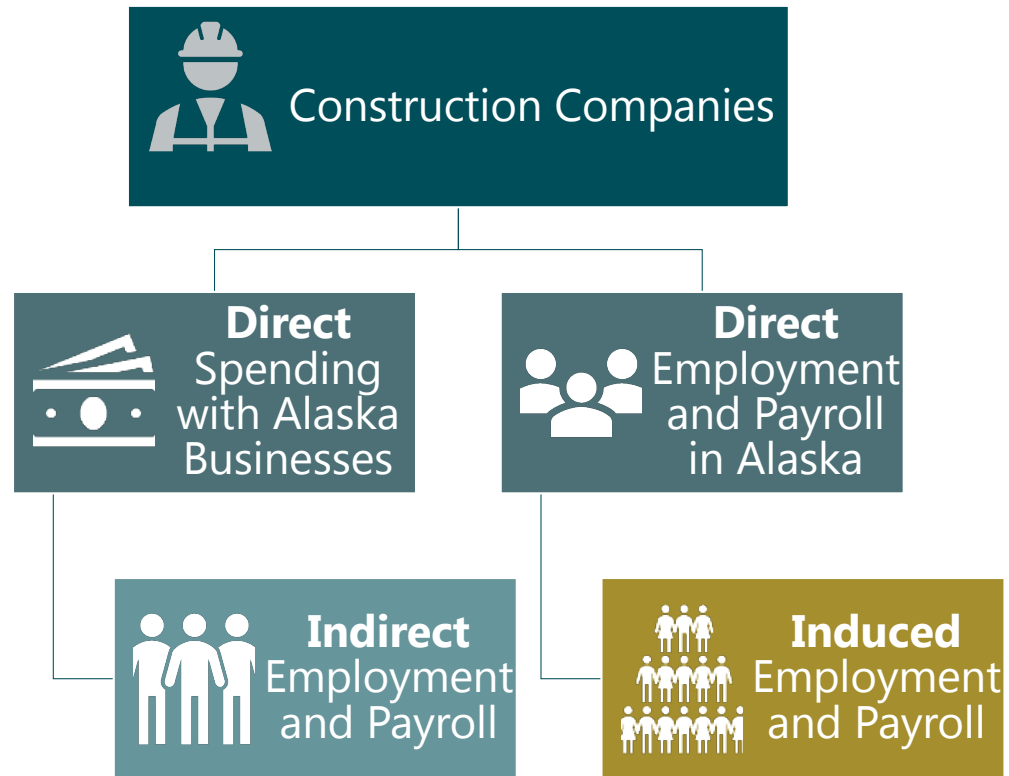 Construction Companies
Direct
Spending
with Alaska
Businesses
Direct
Employment
and Payroll
in Alaska
Indirect
Employment
and Payroll
Induced
Employment
and Payroll